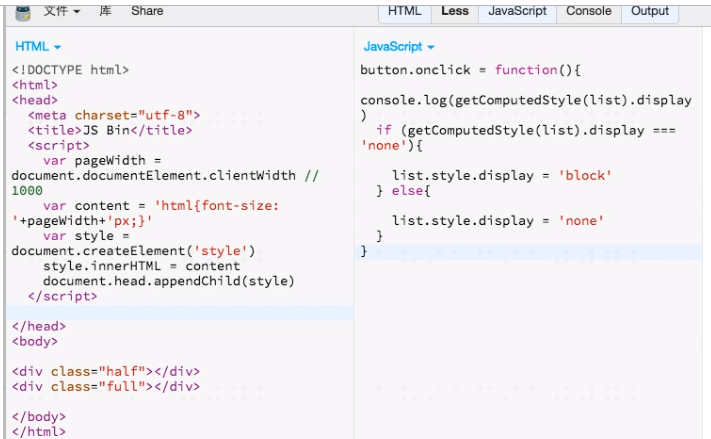 文件 库 Share HTML Less JavaScript Console Output
HTML
<!DOCTYPE html>
<html>
<head>
  <meta charset="utf-8">
  <title>JS Bin</title>
  <script>
    var pageWidth =
document.documentElement.clientWidth //
1000
    var content = 'html{font-size:
'+pageWidth+'px;}'
    var style =
document.createElement('style')
    style.innerHTML = content
    document.head.appendChild(style)
  </script>
</head>
<body>
<div class="half"></div>
<div class="full"></div>
</body>
</html>
JavaScript
button.onclick = function(){
console.log(getComputedStyle(list).display
)
  if (getComputedStyle(list).display ===
'none'){
    list.style.display = 'block'
  } else{
    list.style.display = 'none'
  }
}